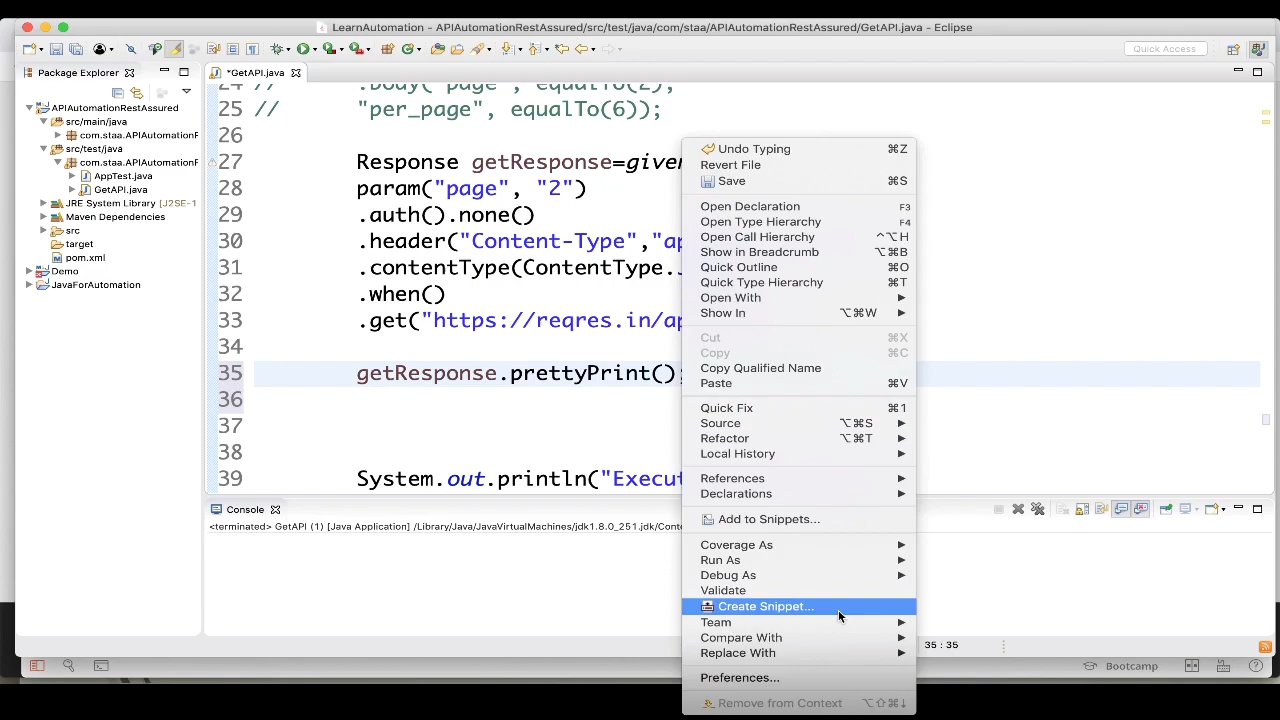 LearnAutomation - APIAutomationRestAssured/src/test/java/com/staa/APIAutomationRestAssured/GetAPI.java - Eclipse
Quick Access
Package Explorer
*GetAPI.java
APIAutomationRestAssured
src/main/java
com.staa.APIAutomationF
src/test/java
com.staa.APIAutomationF
AppTest.java
GetAPI.java
JRE System Library [J2SE-1
Maven Dependencies
src
target
pom.xml
Demo
JavaForAutomation
24 // .body("page", equalTo(2),
25 // "per_page", equalTo(6));
26
27 Response getResponse=given
28 param("page", "2")
29 .auth().none()
30 .header("Content-Type","ap
31 .contentType(ContentType.J
32 .when()
33 .get("https://reqres.in/ap
34
35 getResponse.prettyPrint();
36
37
38
39 System.out.println("Execut
Undo Typing ⌘Z
Revert File
Save ⌘S
Open Declaration F3
Open Type Hierarchy F4
Open Call Hierarchy ^⌥H
Show in Breadcrumb ⌥⌘B
Quick Outline ⌘O
Quick Type Hierarchy ⌘T
Open With
Show In ⌥⌘W
Cut ⌘X
Copy ⌘C
Copy Qualified Name
Paste ⌘V
Quick Fix ⌘1
Source ⌥⌘S
Refactor ⌥⌘T
Local History
References
Declarations
Add to Snippets...
Coverage As
Run As
Debug As
Validate
Create Snippet...
Team
Compare With
Replace With
Preferences...
Remove from Context ⌥⇧⌘↓
Console
<terminated> GetAPI (1) [Java Application] /Library/Java/JavaVirtualMachines/jdk1.8.0_251.jdk/Conte
35 : 35
Bootcamp